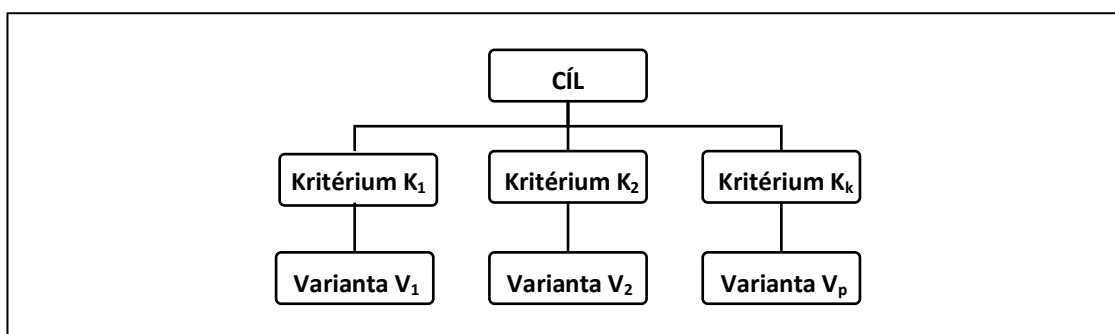 CÍL
Kritérium K₁ Kritérium K₂ Kritérium Kₖ
Varianta V₁ Varianta V₂ Varianta Vₚ